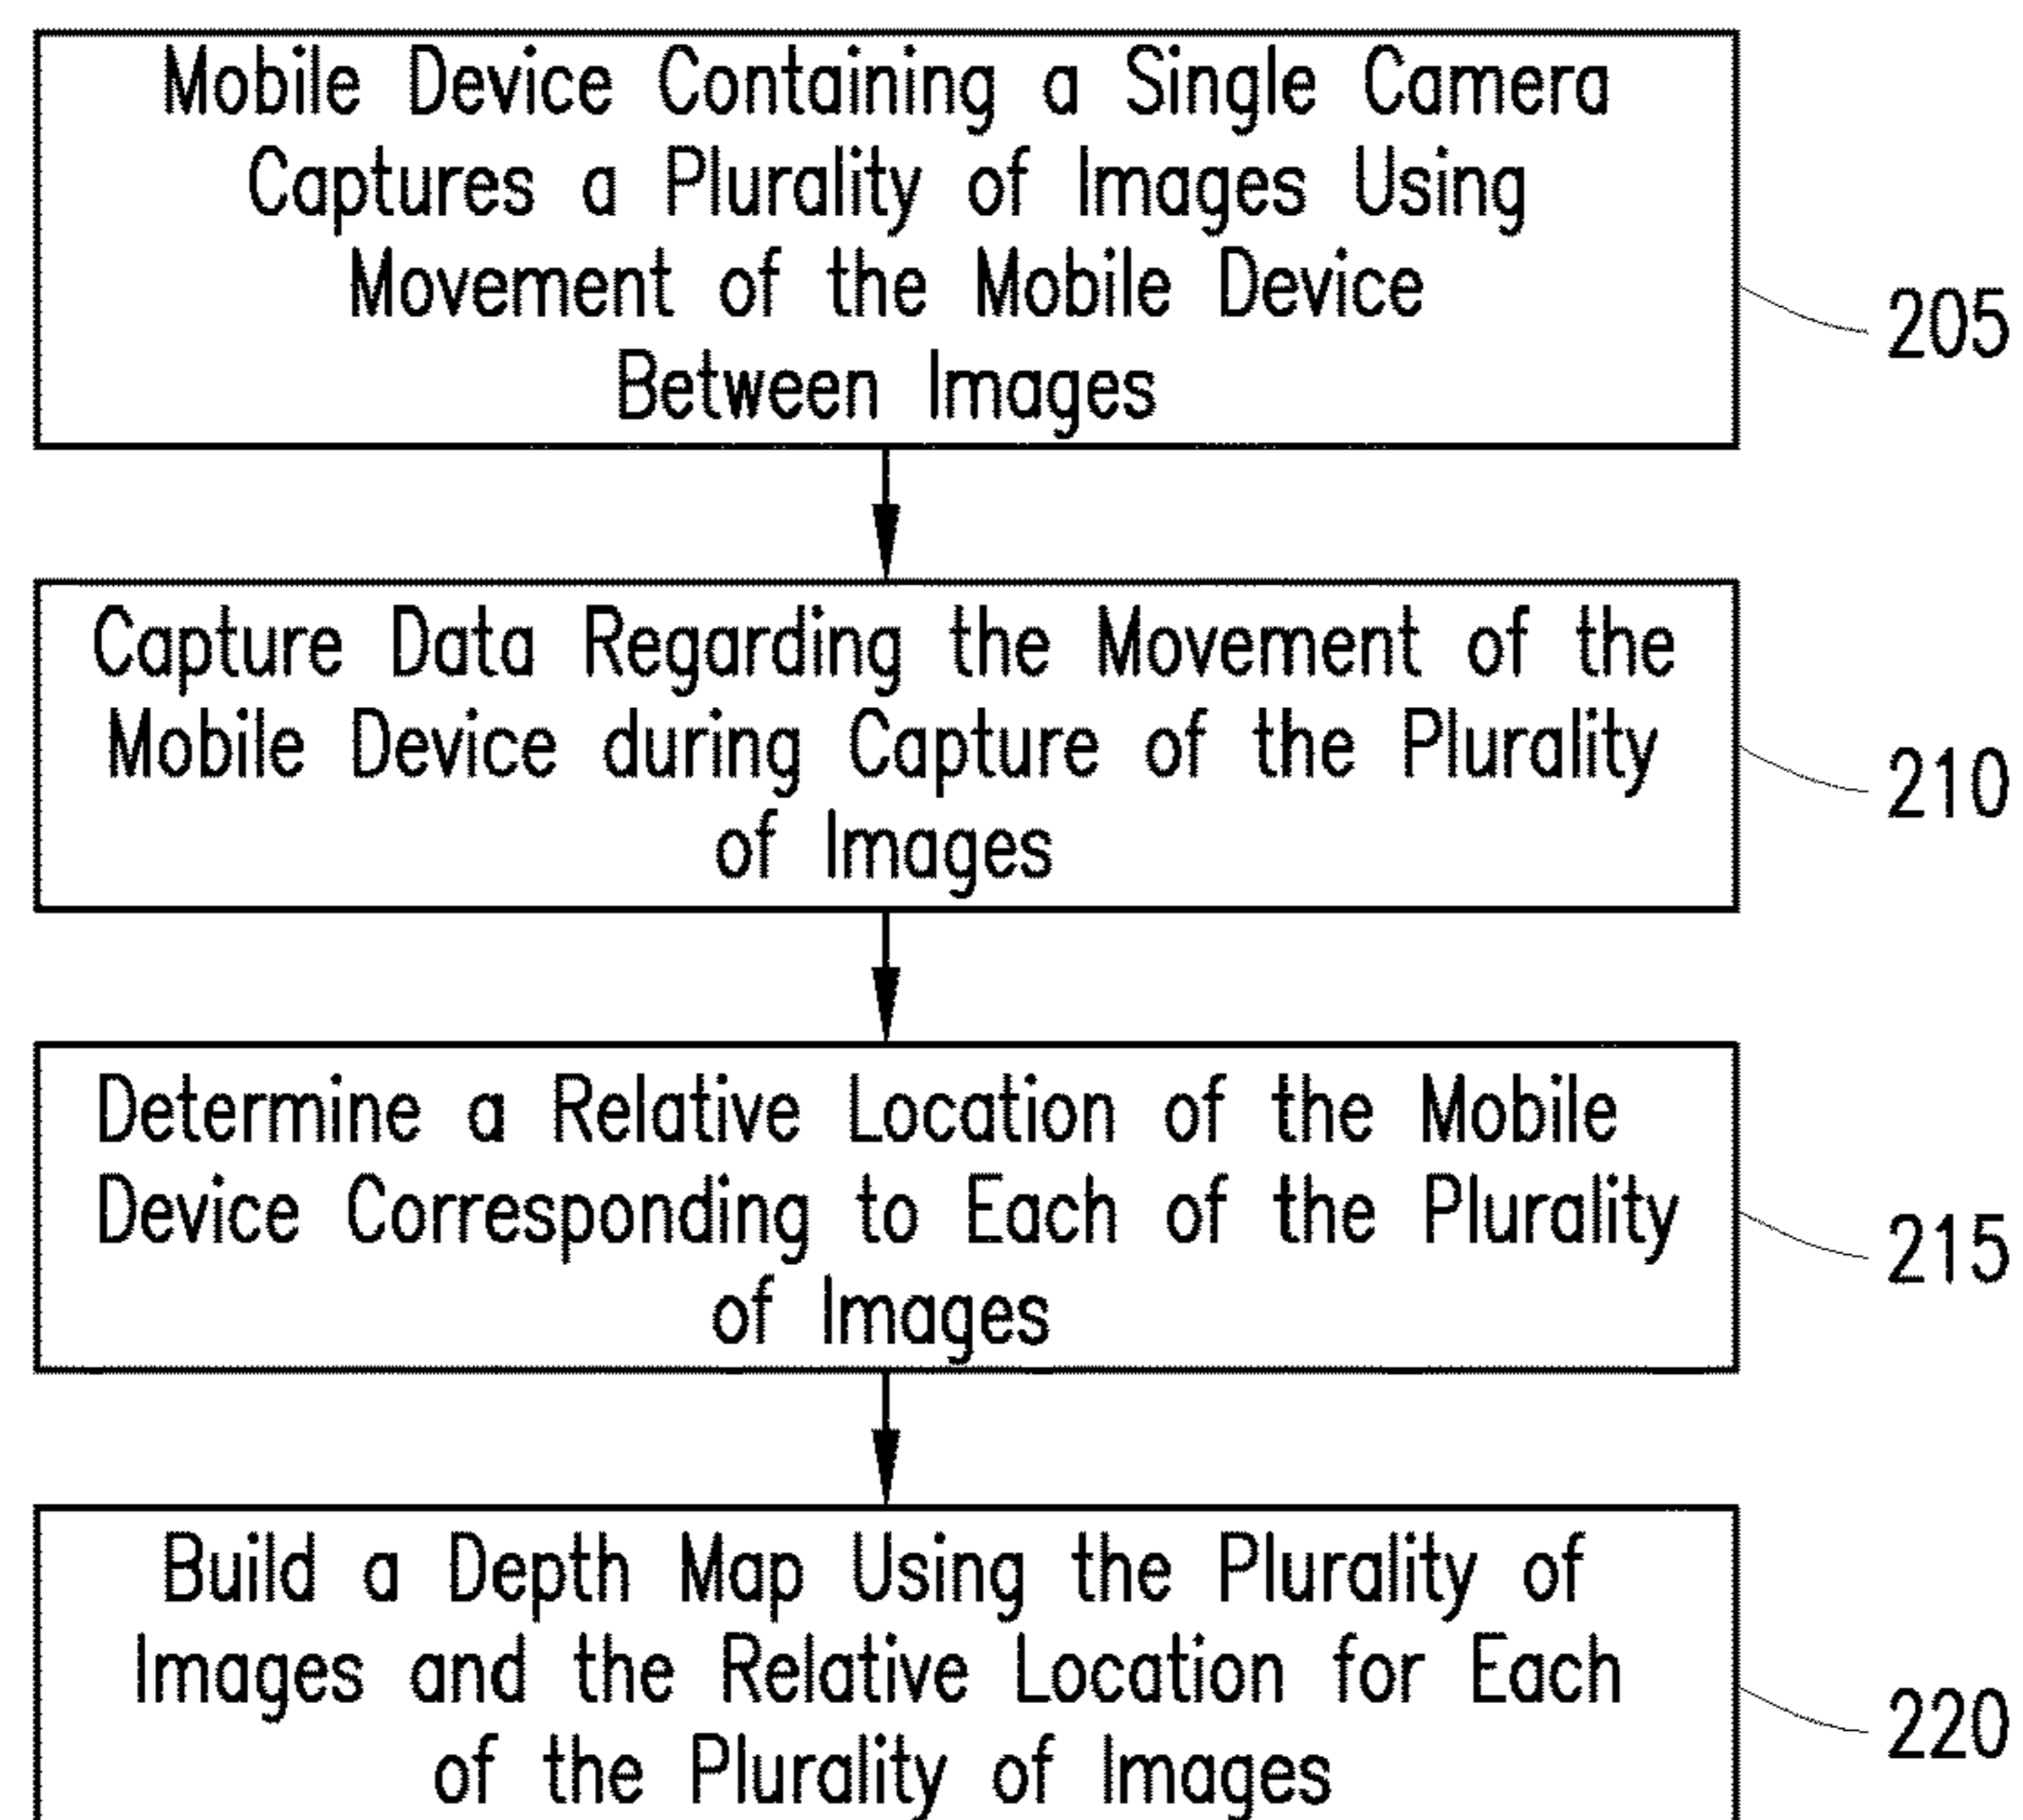 Mobile Device Containing a Single Camera
Captures a Plurality of Images Using
Movement of the Mobile Device
Between Images
205
Capture Data Regarding the Movement of the
Mobile Device during Capture of the Plurality
of Images
210
Determine a Relative Location of the Mobile
Device Corresponding to Each of the Plurality
of Images
215
Build a Depth Map Using the Plurality of
Images and the Relative Location for Each
of the Plurality of Images
220